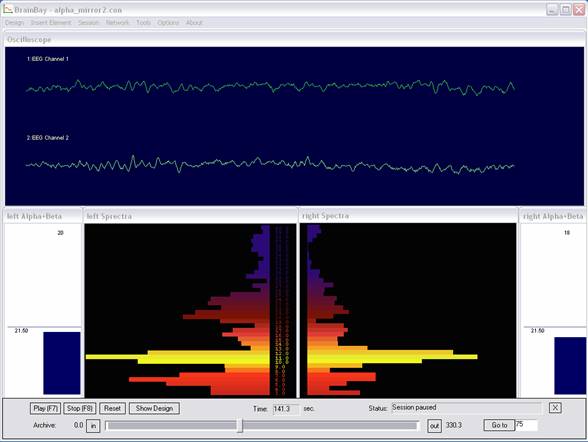 BrainBay - alpha_mirror2.con
Design Insert Element Session Network Tools Options About
Oscilloscope
1:EEG Channel 1
2:EEG Channel 2
left Alpha+Beta left Sprectra right Spectra right Alpha+Beta
20 18
21.50 21.50
Play (F7) Stop (F8) Reset Show Design Time: 141.3 sec. Status: Session paused X
Archive: 0.0 in out 330.3 Go to 75